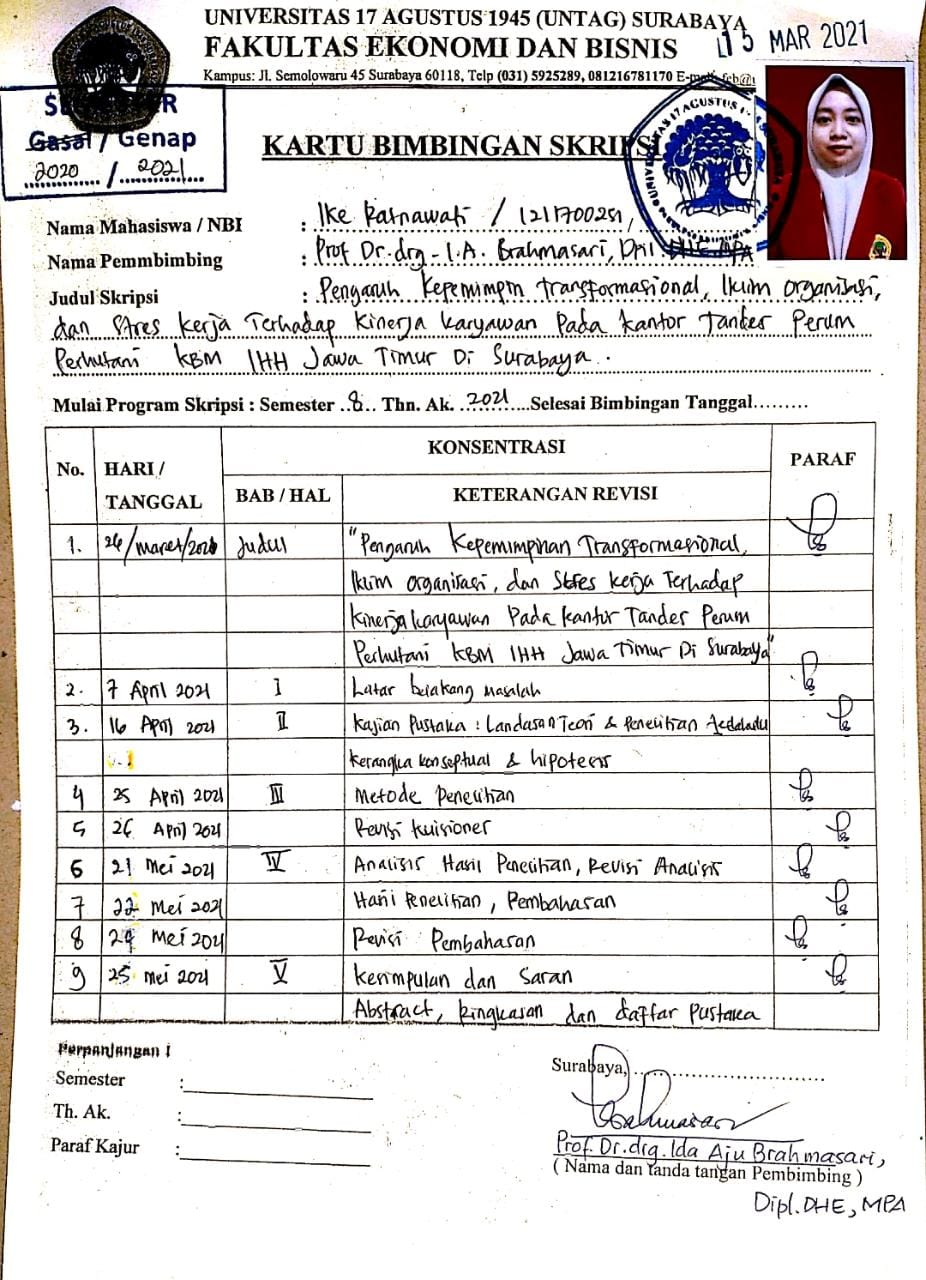 UNIVERSITAS 17 AGUSTUS 1945 (UNTAG) SURABAYA
FAKULTAS EKONOMI DAN BISNIS
15 MAR 2021
Kampus: Jl. Semolowaru 45 Surabaya 60118, Telp (031) 5925289, 081216781170
SEMESTER
Gasal / Genap
2020 / 2021
KARTU BIMBINGAN SKRIPSI
Nama Mahasiswa / NBI : Ike Ratnawati / 1211700251 /
Nama Pemmbimbing : Prof Dr. drg. I.A. Brahmasari, Dipl. DHE, MPA
Judul Skripsi : Pengaruh Kepemimpin transformasional, Iklim organisasi,
dan Stres Kerja Terhadap Kinerja Karyawan Pada Kantor Tander Perum
Perhutani KBM IHH Jawa Timur Di Surabaya.
Mulai Program Skripsi : Semester ..8.. Thn. Ak. 2021 Selesai Bimbingan Tanggal.........
No. HARI / TANGGAL KONSENTRASI PARAF
BAB / HAL KETERANGAN REVISI
1. 26/maret/2021 Judul "Pengaruh Kepemimpinan Transformasional,
Iklim organisasi, dan Stres Kerja Terhadap
Kinerja karyawan Pada Kantor Tander Perum
Perhutani KBM IHH Jawa Timur Di Surabaya"
2. 7 April 2021 I Latar belakang masalah
3. 16 April 2021 II Kajian Pustaka : Landasan Teori & Penelitian
Kerangka konseptual & hipotesis
4 25 April 2021 III Metode Penelitian
5 26 April 2021 Revisi kuisioner
6 21 Mei 2021 IV Analisis Hasil Penelitian, Revisi Analisis
7 22 Mei 2021 Hasil Penelitian, Pembahasan
8 24 Mei 2021 Revisi Pembahasan
9 25 mei 2021 V Kesimpulan dan Saran
Abstract, Ringkasan dan daftar Pustaka
Perpanjangan I
Semester :
Th. Ak. :
Paraf Kajur :
Surabaya, ..............................
Prof. Dr. drg. Ida Aju Brahmasari,
( Nama dan tanda tangan Pembimbing )
Dipl. DHE, MPA